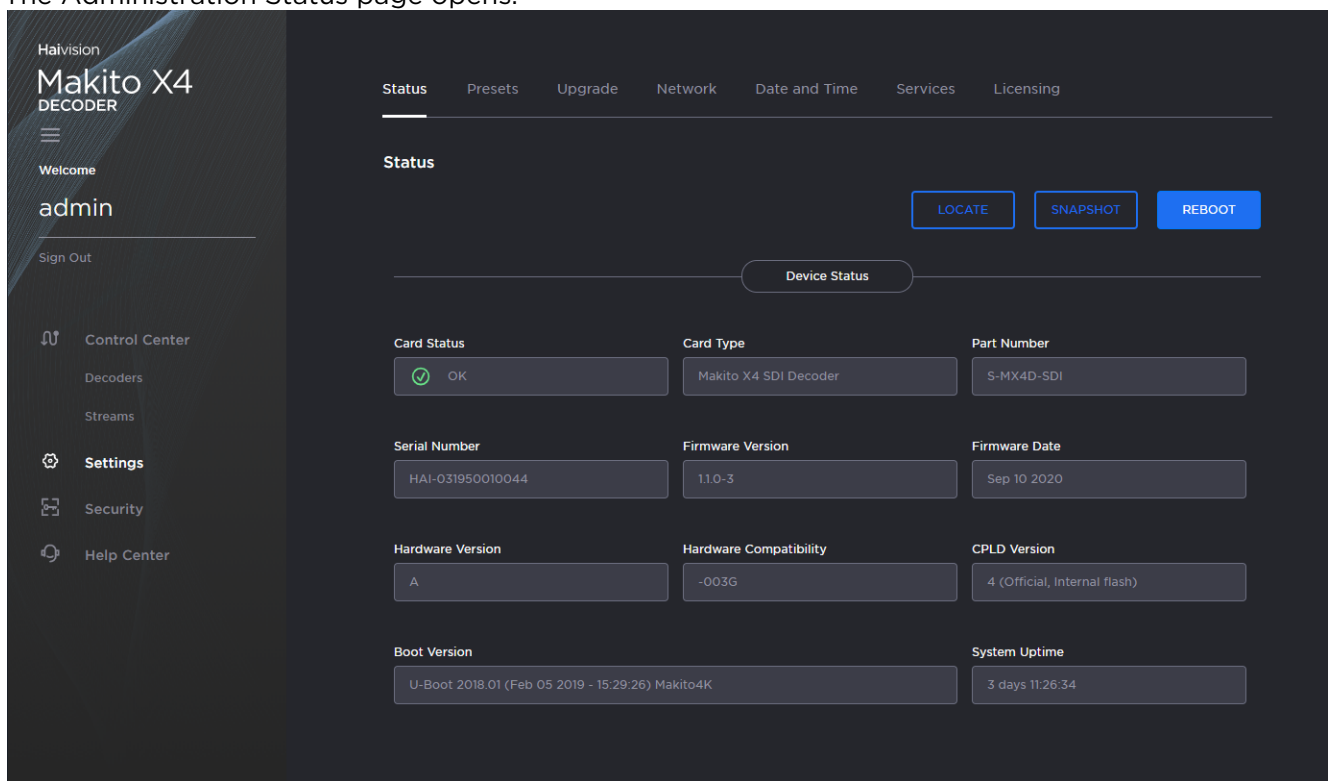 The Administration Status page opens.
Haivision
Makito X4
DECODER
Welcome
admin
Sign Out
Control Center
Decoders
Streams
Settings
Security
Help Center
Status Presets Upgrade Network Date and Time Services Licensing
Status
LOCATE SNAPSHOT REBOOT
Device Status
Card Status Card Type Part Number
OK Makito X4 SDI Decoder S-MX4D-SDI
Serial Number Firmware Version Firmware Date
HAI-031950010044 1.1.0-3 Sep 10 2020
Hardware Version Hardware Compatibility CPLD Version
A -003G 4 (Official, Internal flash)
Boot Version System Uptime
U-Boot 2018.01 (Feb 05 2019 - 15:29:26) Makito4K 3 days 11:26:34